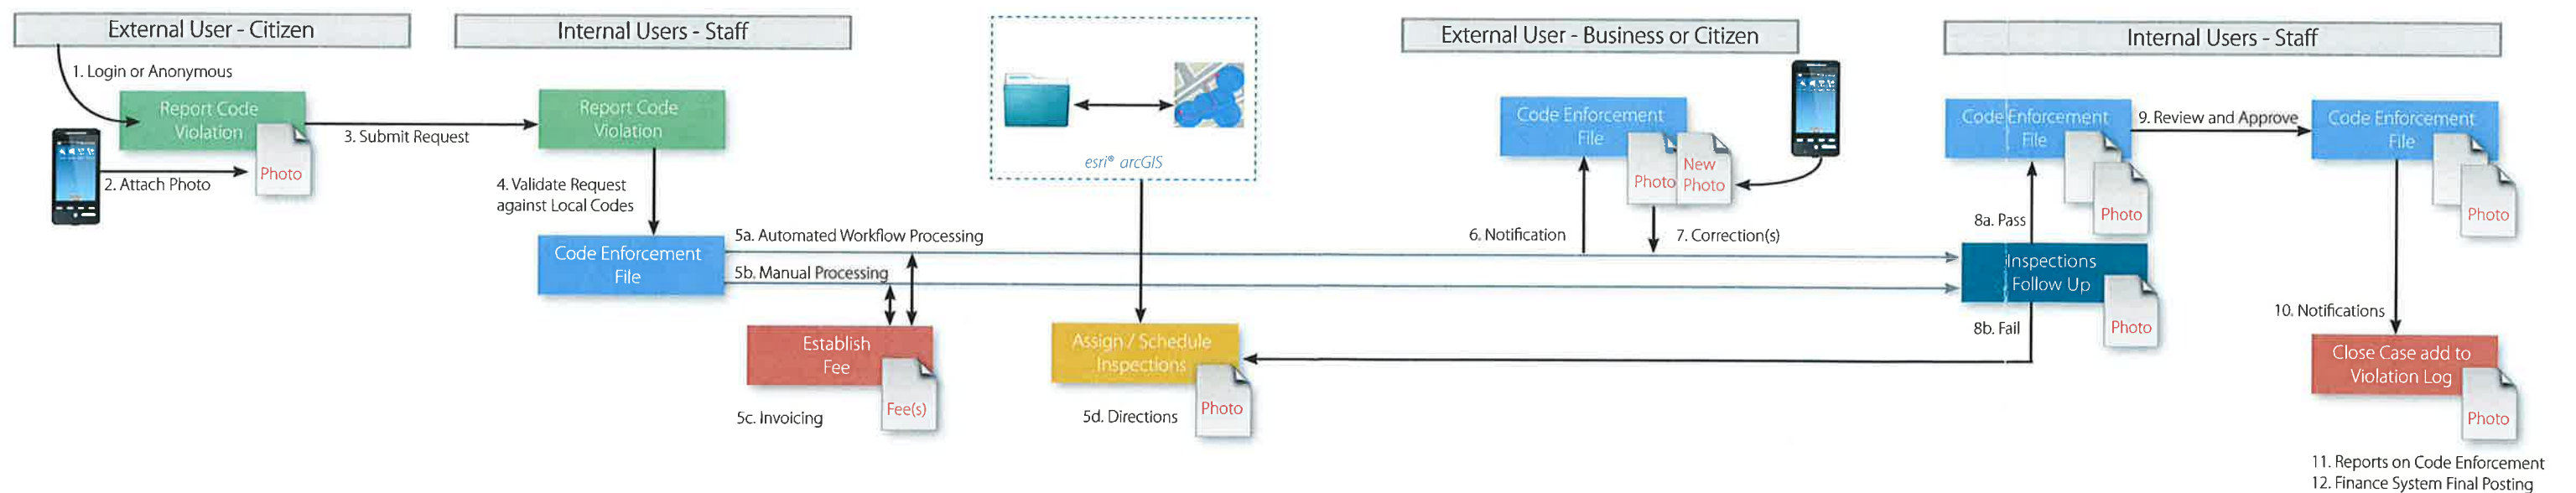 External User - Citizen
Internal Users - Staff
External User - Business or Citizen
Internal Users - Staff
1. Login or Anonymous
Report Code
Violation
Photo
2. Attach Photo
3. Submit Request
Report Code
Violation
4. Validate Request
against Local Codes
Code Enforcement
File
5a. Automated Workflow Processing
5b. Manual Processing
Establish
Fee
Fee(s)
5c. Invoicing
esri® arcGIS
Assign / Schedule
Inspections
Photo
5d. Directions
Code Enforcement
File
Photo
New
Photo
6. Notification
7. Correction(s)
Code Enforcement
File
Photo
8a. Pass
Inspections
Follow Up
Photo
8b. Fail
9. Review and Approve
Code Enforcement
File
Photo
10. Notifications
Close Case add to
Violation Log
Photo
11. Reports on Code Enforcement
12. Finance System Final Posting